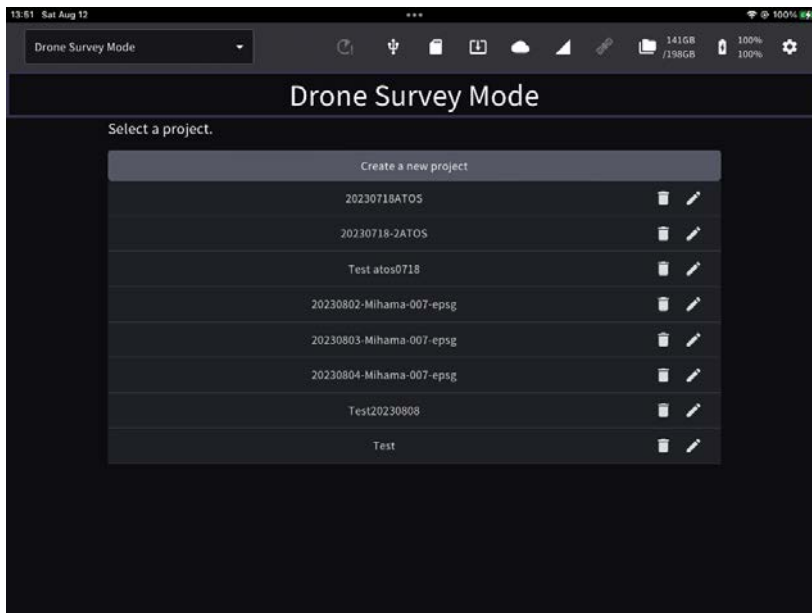 13:51 Sat Aug 12
100%
Drone Survey Mode
141GB
/198GB
100%
100%
Drone Survey Mode
Select a project.
Create a new project
20230718ATOS
20230718-2ATOS
Test atos0718
20230802-Mihama-007-epsg
20230803-Mihama-007-epsg
20230804-Mihama-007-epsg
Test20230808
Test